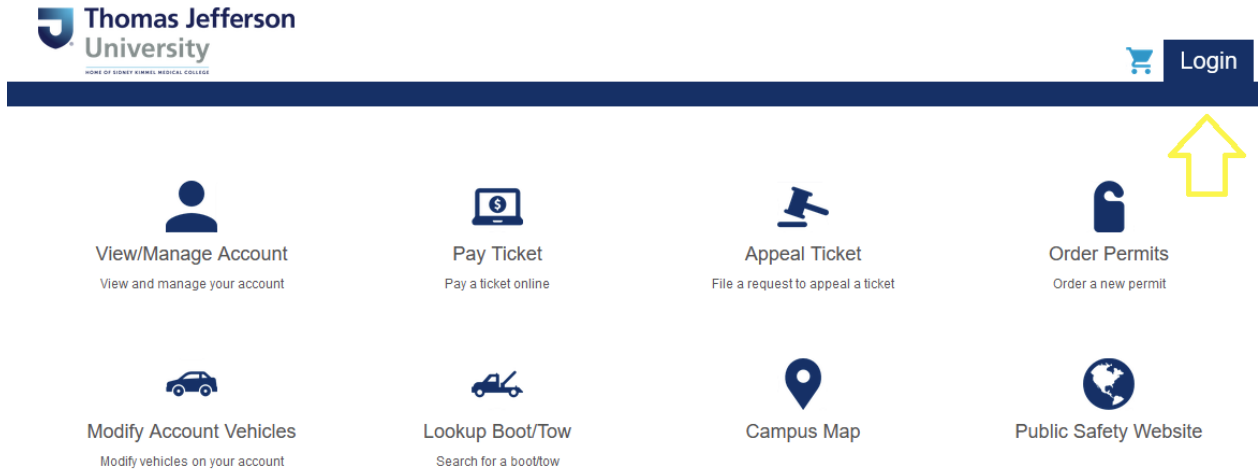 Thomas Jefferson
University
HOME OF SIDNEY KIMMEL MEDICAL COLLEGE
Login
View/Manage Account
View and manage your account
Pay Ticket
Pay a ticket online
Appeal Ticket
File a request to appeal a ticket
Order Permits
Order a new permit
Modify Account Vehicles
Modify vehicles on your account
Lookup Boot/Tow
Search for a boot/tow
Campus Map
Public Safety Website